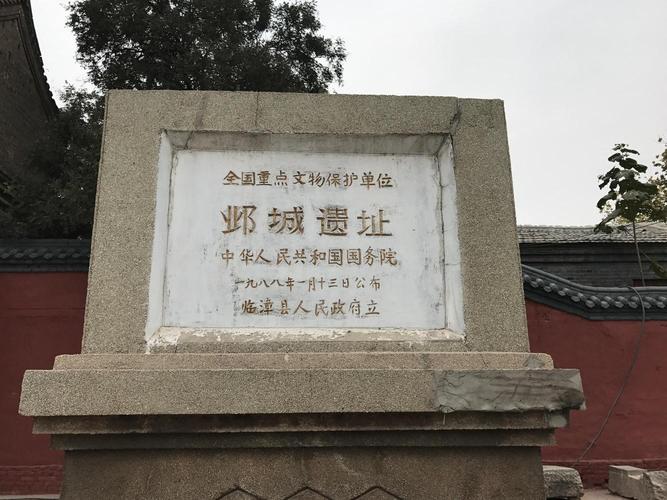 全国重点文物保护单位
邺城遗址
中华人民共和国国务院
一九八八年一月十三日公布
临漳县人民政府立